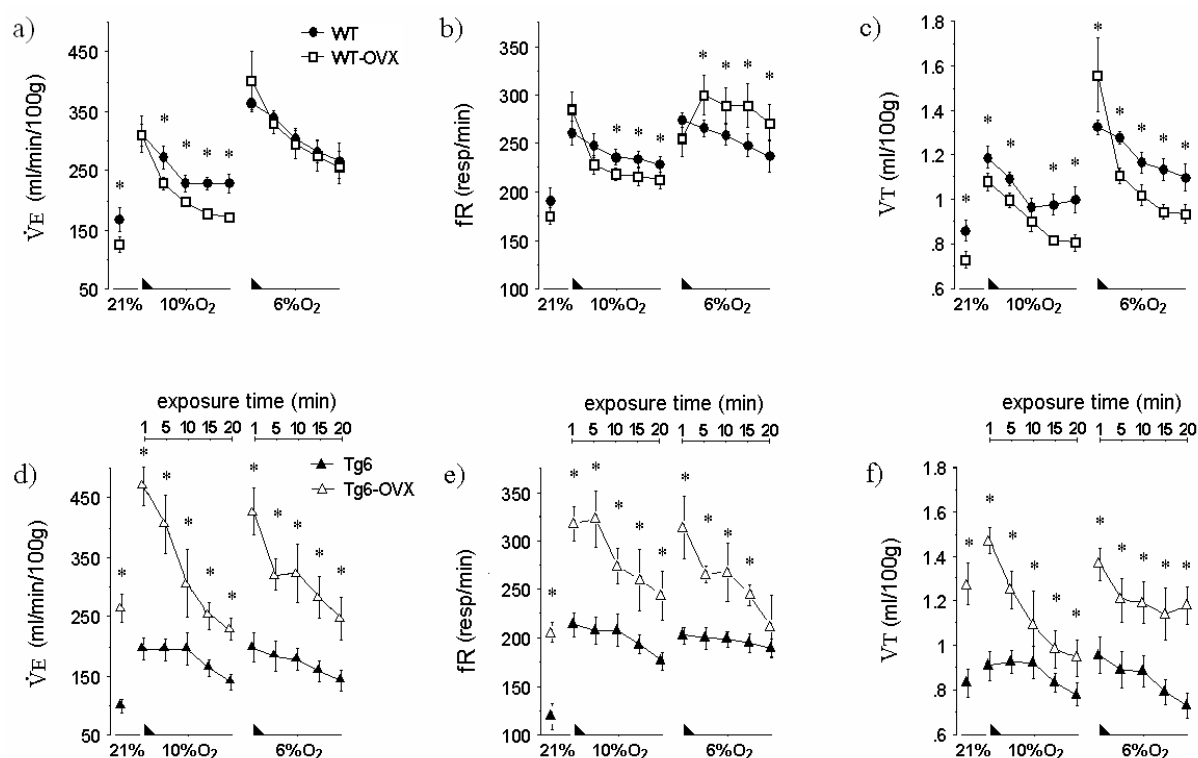 a)
V̇E (ml/min/100g)
450
350
250
150
50
WT
WT-OVX
*
* * * *
21% 10%O₂ 6%O₂
b)
fR (resp/min)
350
300
250
200
150
100
* * *
* * * *
10%O₂ 6%O₂
c)
VT (ml/100g)
1.8
1.6
1.4
1.2
1
.8
.6
*
* * * *
* * * * *
21% 10%O₂ 6%O₂
exposure time (min)
1 5 10 15 20 1 5 10 15 20
d)
V̇E (ml/min/100g)
450
350
250
150
50
Tg6
Tg6-OVX
*
* * * * *
* * * * *
21% 10%O₂ 6%O₂
exposure time (min)
1 5 10 15 20 1 5 10 15 20
e)
fR (resp/min)
350
300
250
200
150
100
*
* * * * *
* * * *
21% 10%O₂ 6%O₂
exposure time (min)
1 5 10 15 20 1 5 10 15 20
f)
VT (ml/100g)
1.8
1.6
1.4
1.2
1
.8
.6
*
* * * * *
* * * * *
21% 10%O₂ 6%O₂